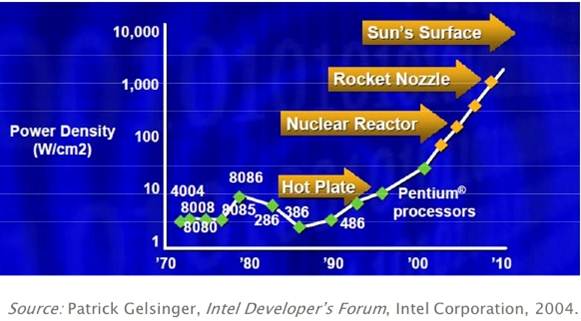 10,000
Sun's Surface
1,000
Rocket Nozzle
Power Density
(W/cm2)
100
Nuclear Reactor
8086
10
4004
Hot Plate
Pentium®
processors
8008
8085
386
8080
286
486
1
'70
'80
'90
'00
'10
Source: Patrick Gelsinger, Intel Developer's Forum, Intel Corporation, 2004.